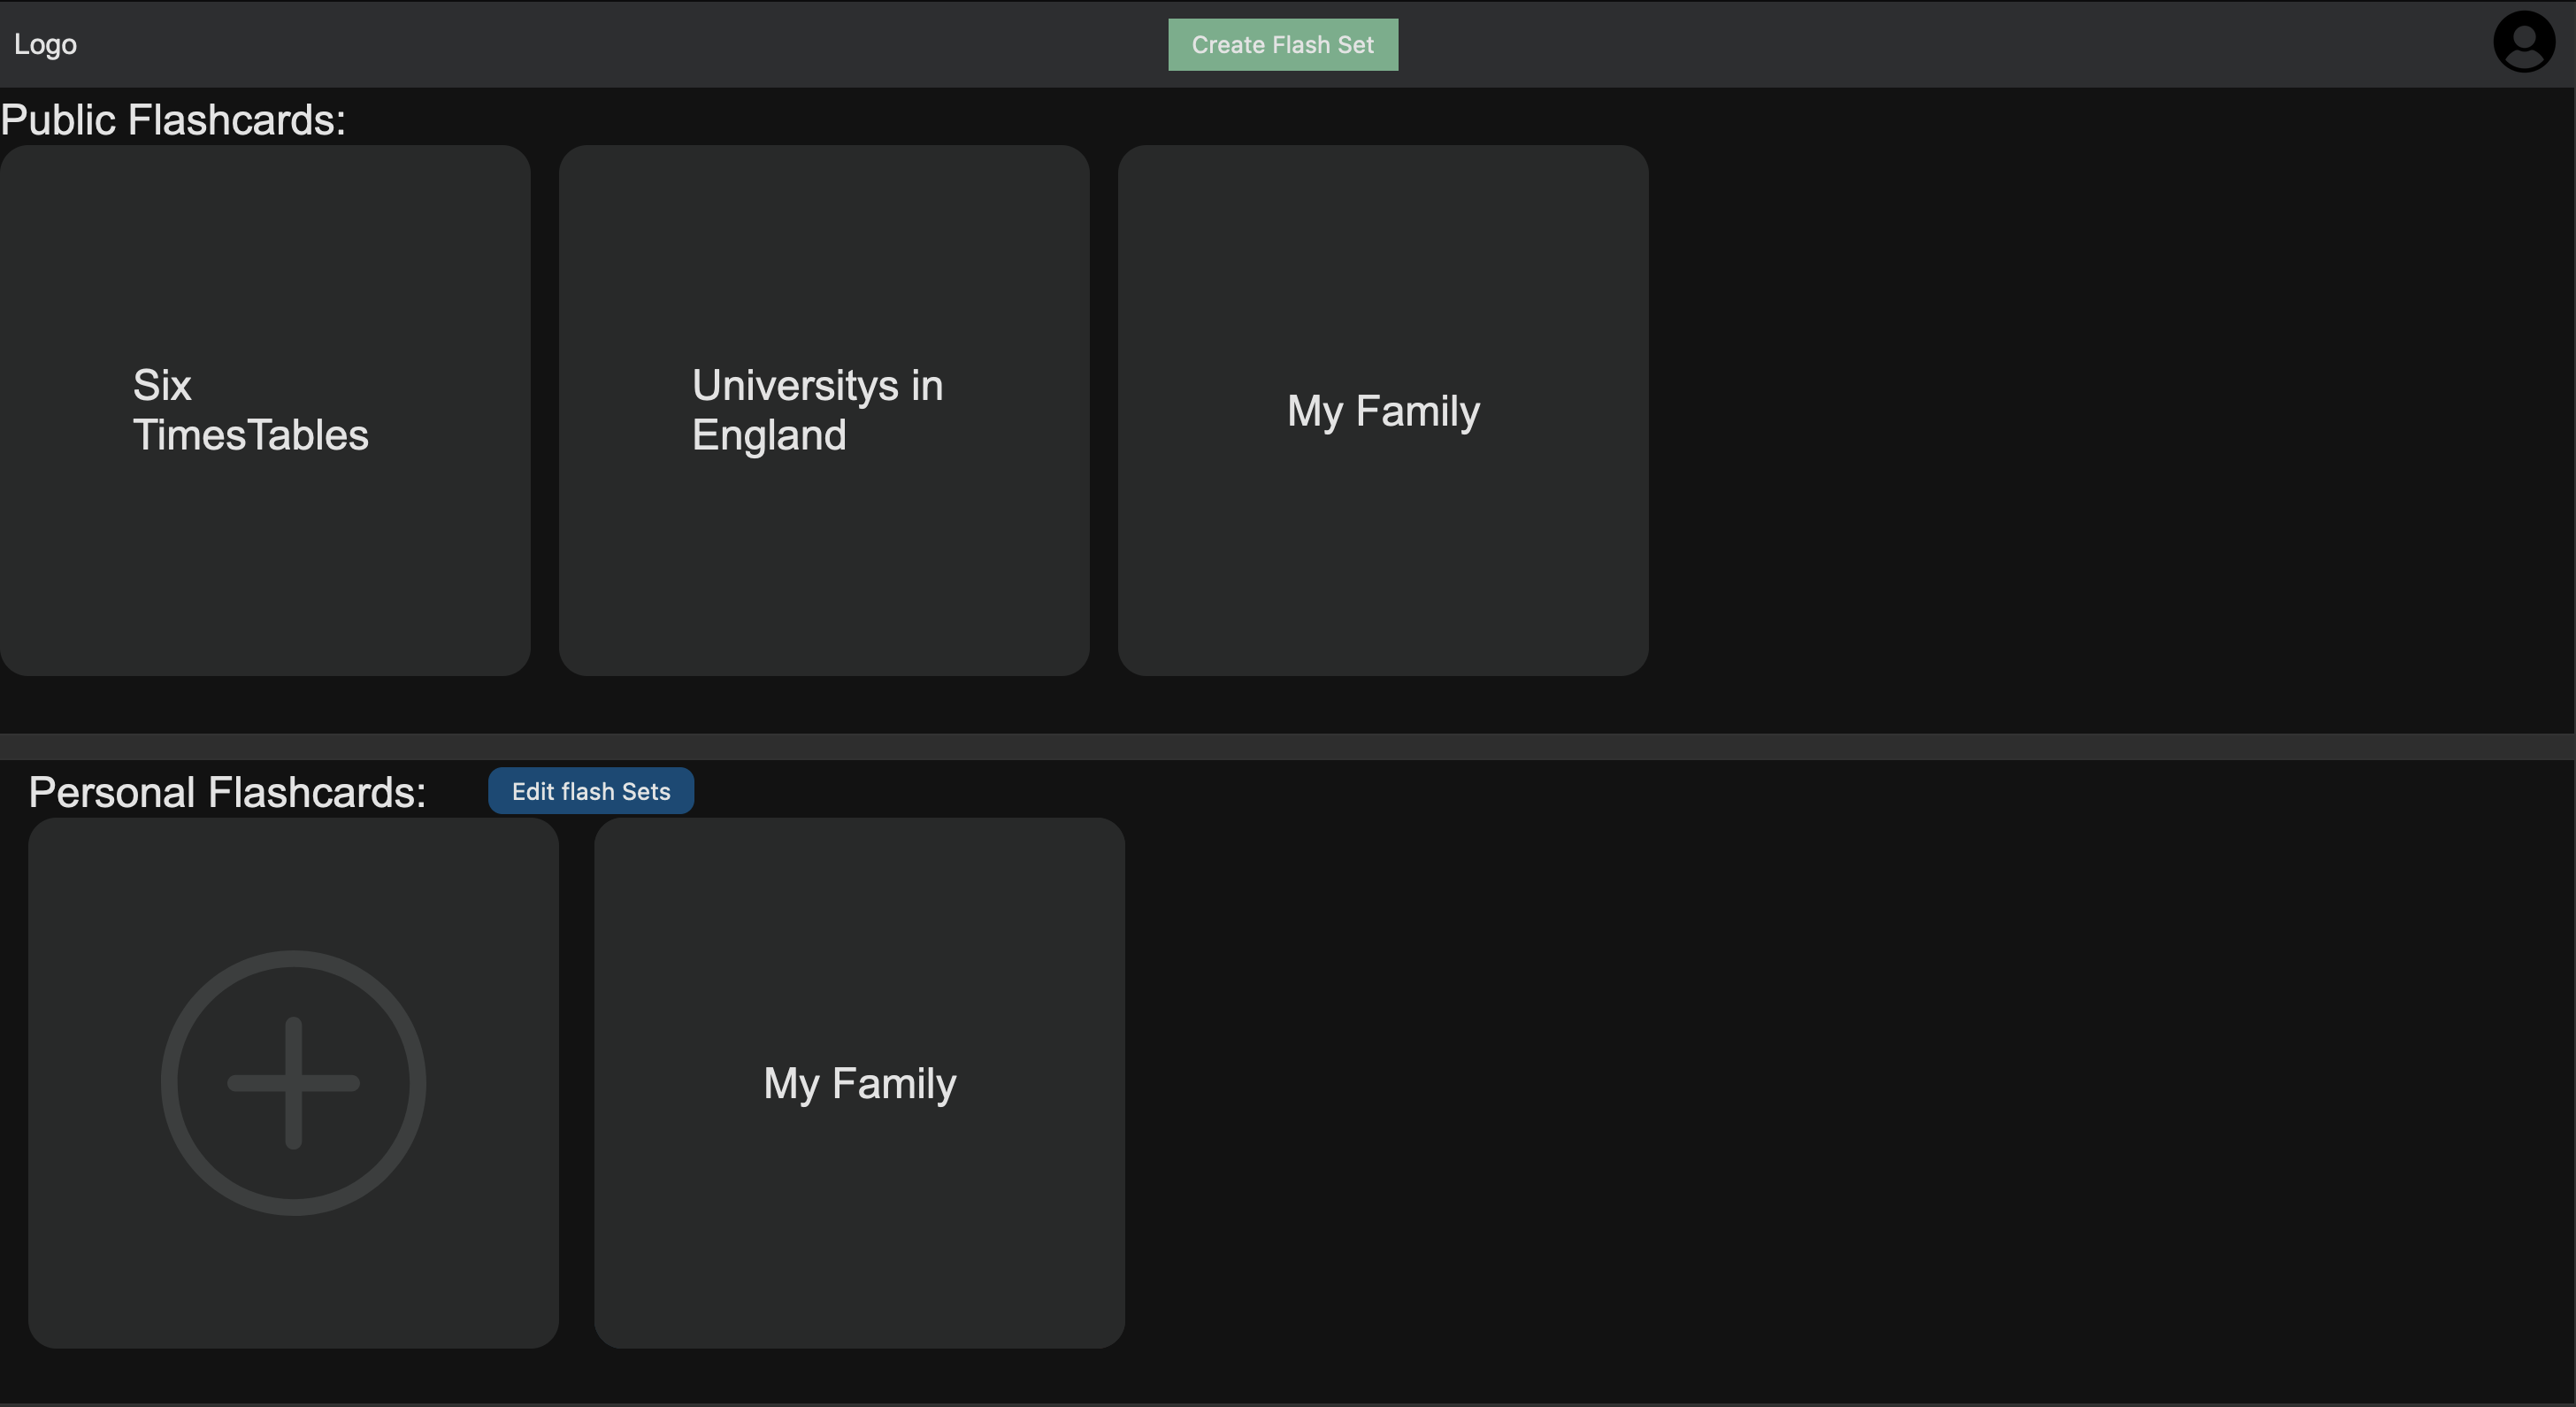 Logo
Create Flash Set
Public Flashcards:
Six
TimesTables
Universitys in
England
My Family
Personal Flashcards:
Edit flash Sets
My Family